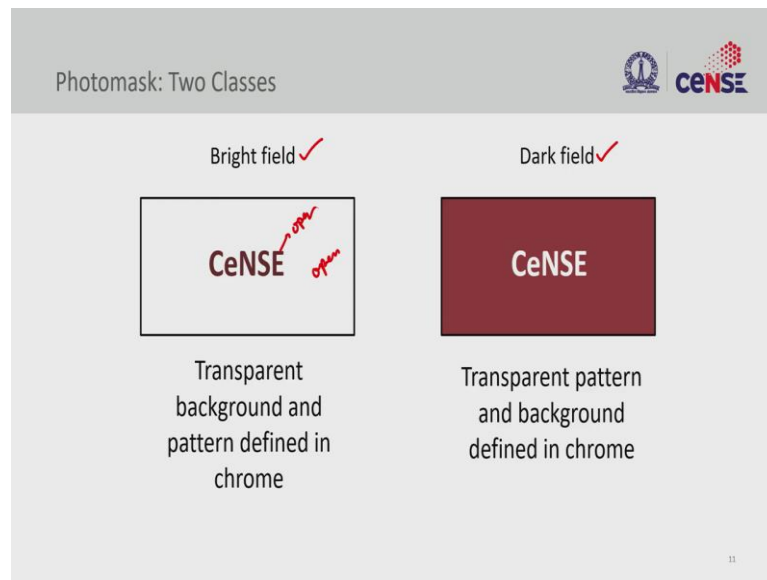 Photomask: Two Classes
CeNSE
Bright field
Dark field
CeNSE
open
open
CeNSE
Transparent
background and
pattern defined in
chrome
Transparent pattern
and background
defined in chrome
11